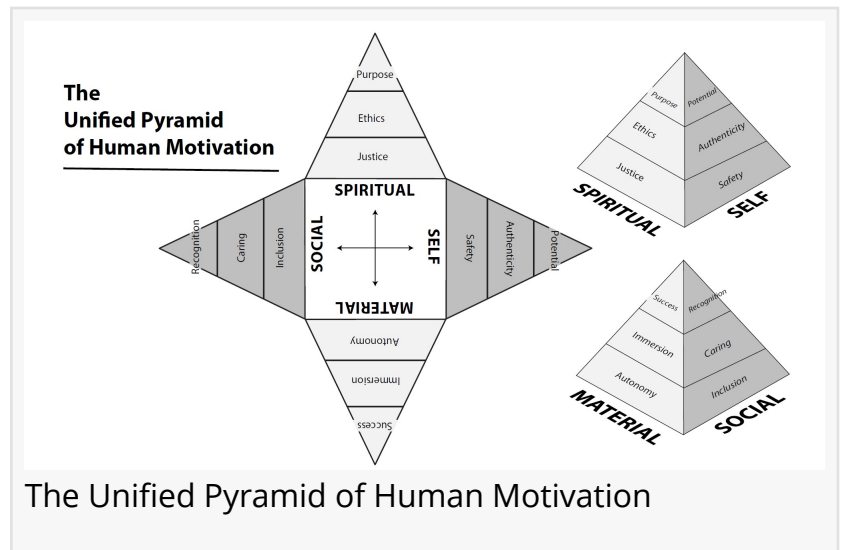 The
Unified Pyramid
of Human Motivation
Purpose
Ethics
Justice
SPIRITUAL
Recognition
Caring
Inclusion
SOCIAL
SELF
Safety
Authenticity
Potential
MATERIAL
Autonomy
Immersion
Success
Purpose
Potential
Ethics
Authenticity
Justice
Safety
SPIRITUAL
SELF
Success
Recognition
Immersion
Caring
Autonomy
Inclusion
MATERIAL
SOCIAL
The Unified Pyramid of Human Motivation